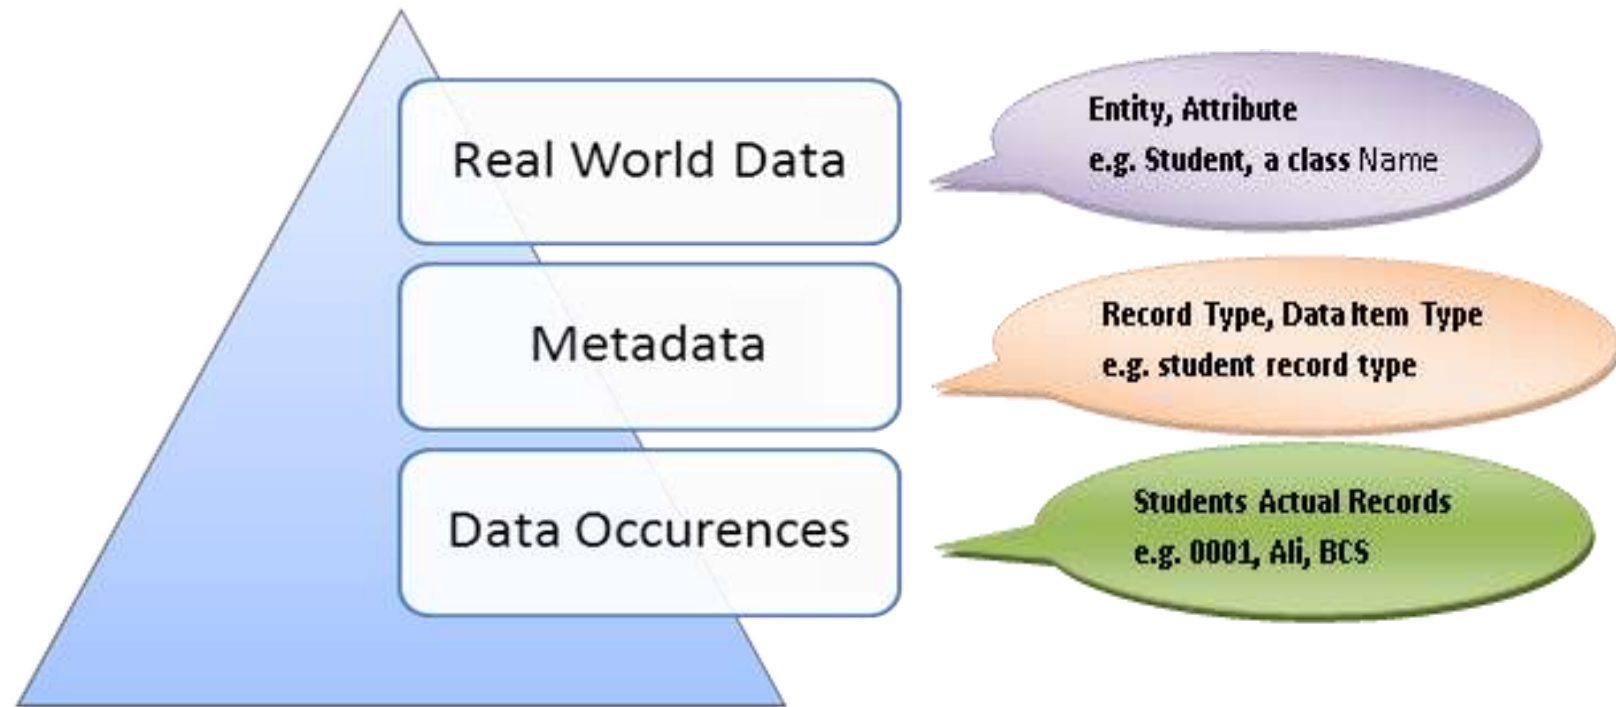 Real World Data
Entity, Attribute
e.g. Student, a class Name
Metadata
Record Type, Data Item Type
e.g. student record type
Data Occurences
Students Actual Records
e.g. 0001, Ali, BCS